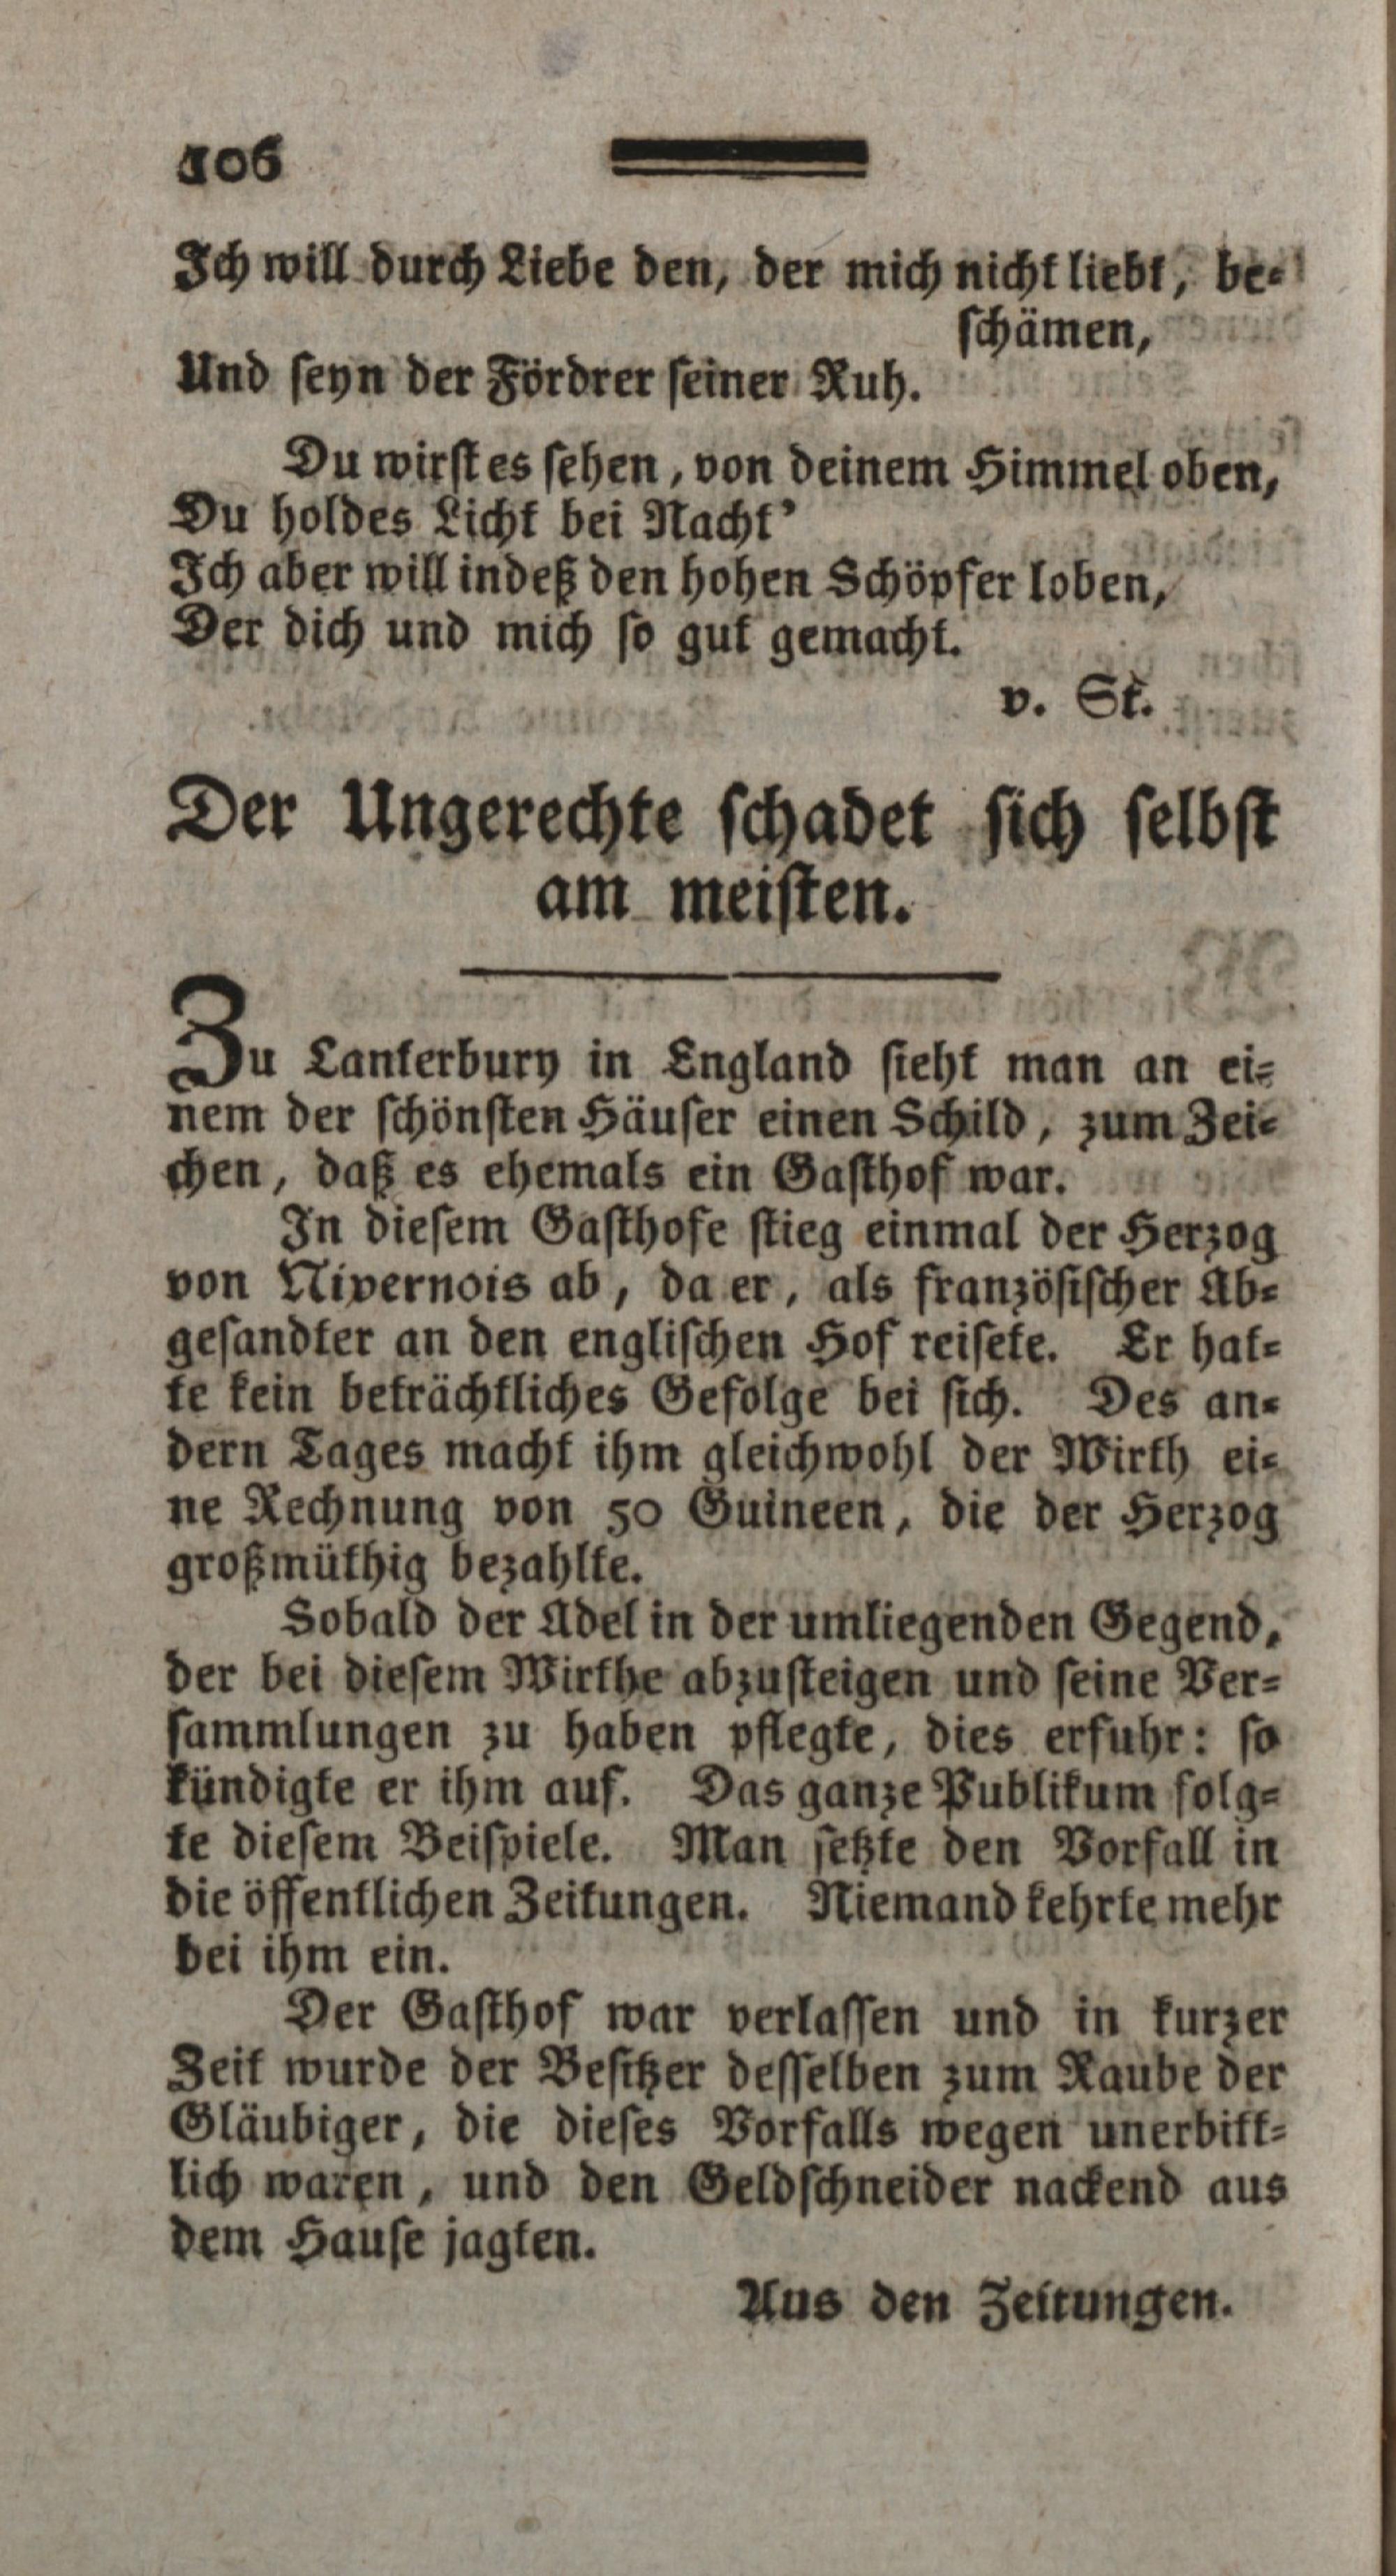 106
Ich will durch Liebe den, der mich nicht liebt, be-
schämen,
Und seyn der Fördrer seiner Ruh.
Du wirst es sehen, von deinem Himmel oben,
Du holdes Licht bei Nacht'
Ich aber will indeß den hohen Schöpfer loben,
Der dich und mich so gut gemacht.
v. St.
Der Ungerechte schadet sich selbst
am meisten.
Zu Canterbury in England sieht man an ei-
nem der schönsten Häuser einen Schild, zum Zei-
chen, daß es ehemals ein Gasthof war.
In diesem Gasthofe stieg einmal der Herzog
von Nivernois ab, da er, als französischer Ab-
gesandter an den englischen Hof reisete. Er hat-
te kein beträchtliches Gefolge bei sich. Des an-
dern Tages macht ihm gleichwohl der Wirth ei-
ne Rechnung von 50 Guineen, die der Herzog
großmüthig bezahlte.
Sobald der Adel in der umliegenden Gegend,
der bei diesem Wirthe abzusteigen und seine Ver-
sammlungen zu haben pflegte, dies erfuhr: so
kündigte er ihm auf. Das ganze Publikum folg-
te diesem Beispiele. Man setzte den Vorfall in
die öffentlichen Zeitungen. Niemand kehrte mehr
bei ihm ein.
Der Gasthof war verlassen und in kurzer
Zeit wurde der Besitzer desselben zum Raube der
Gläubiger, die dieses Vorfalls wegen unerbitt-
lich waren, und den Geldschneider nackend aus
dem Hause jagten.
Aus den Zeitungen.